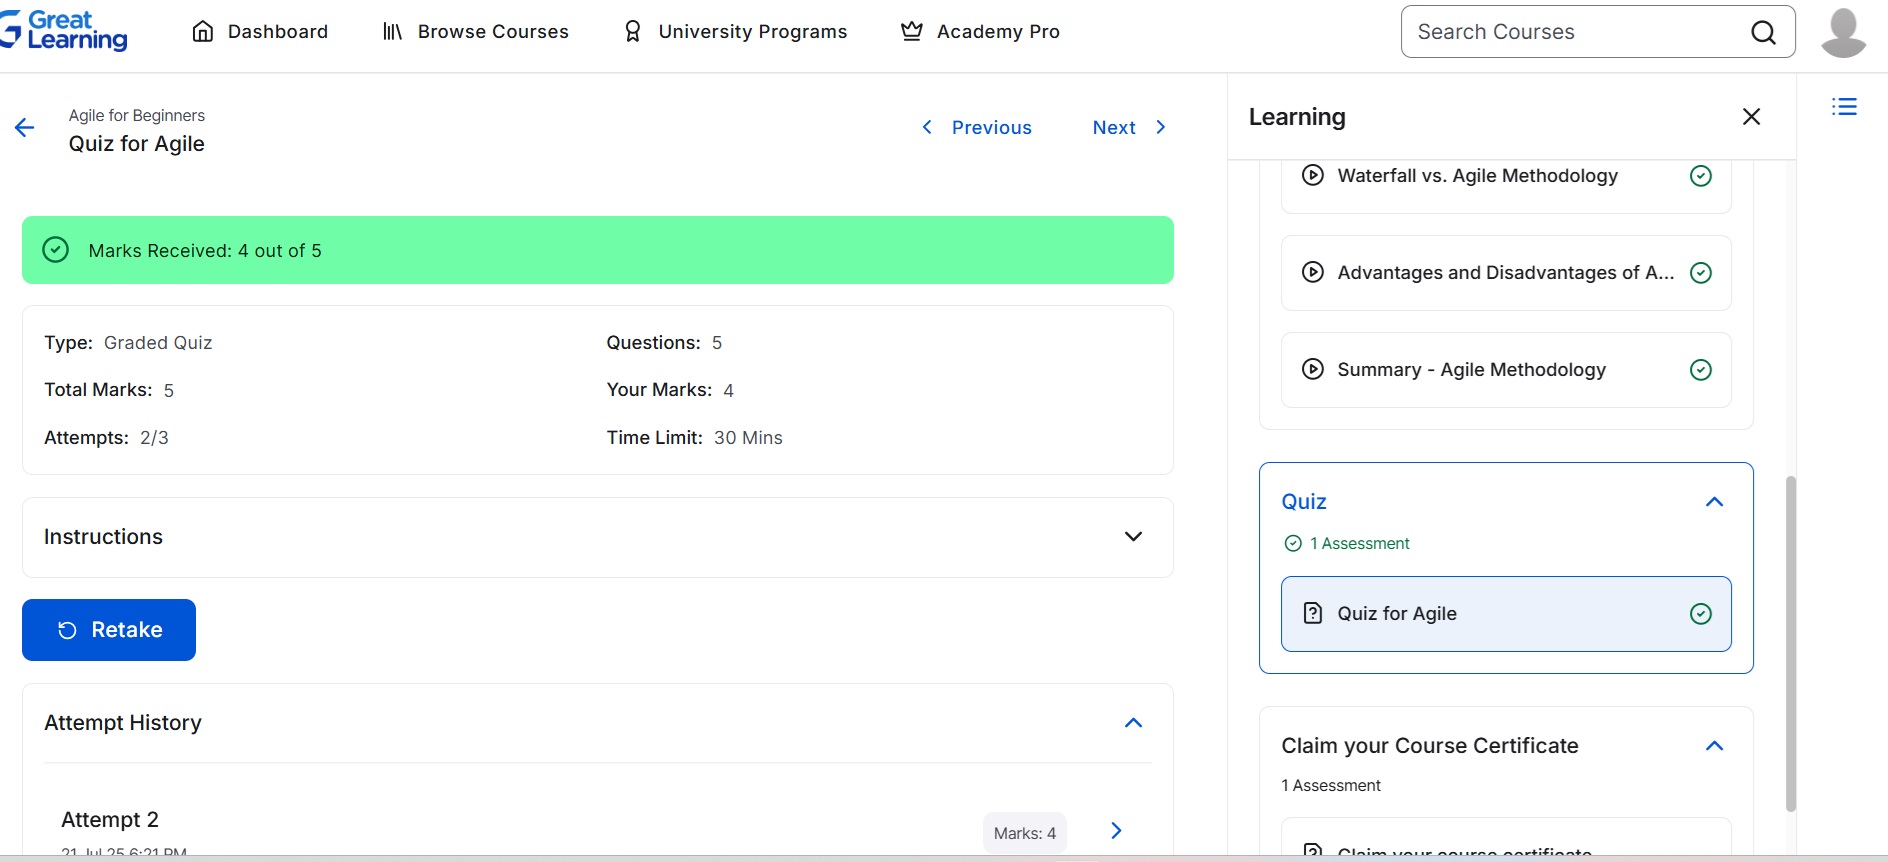 Great
Learning
Dashboard
Browse Courses
University Programs
Academy Pro
Search Courses
Agile for Beginners
Quiz for Agile
Previous
Next
Marks Received: 4 out of 5
Type: Graded Quiz
Questions: 5
Total Marks: 5
Your Marks: 4
Attempts: 2/3
Time Limit: 30 Mins
Instructions
Retake
Attempt History
Attempt 2
Marks: 4
21 Jul 25 6:21 PM
Learning
Waterfall vs. Agile Methodology
Advantages and Disadvantages of A...
Summary - Agile Methodology
Quiz
1 Assessment
Quiz for Agile
Claim your Course Certificate
1 Assessment
Claim your course certificate